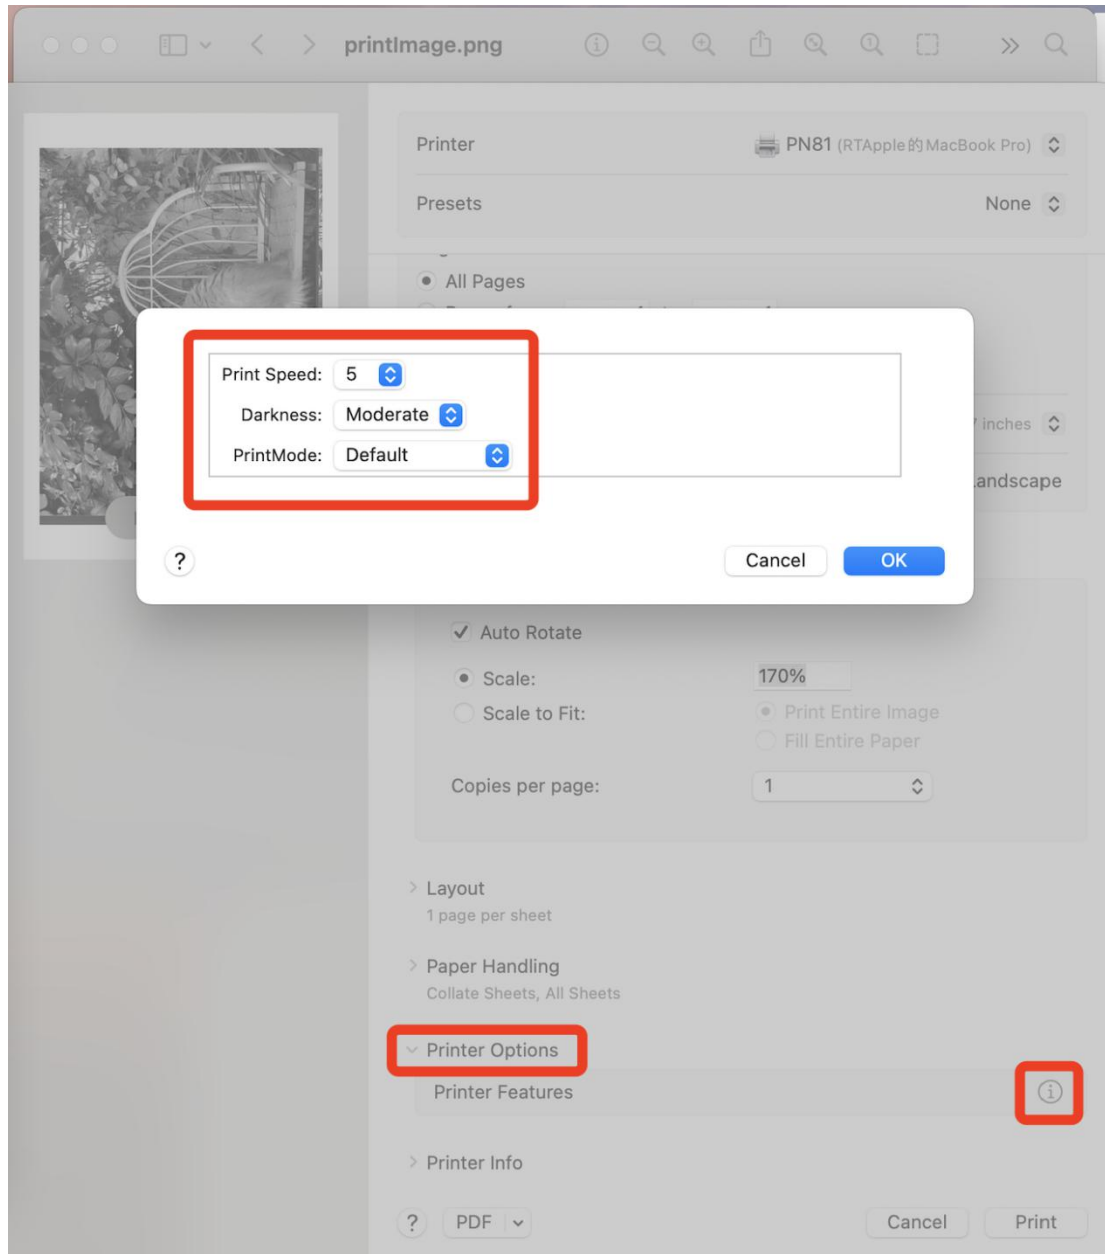 printImage.png
Printer PN81 (RTApple的MacBook Pro)
Presets None
All Pages
Print Speed: 5
Darkness: Moderate
PrintMode: Default
inches
Landscape
? Cancel OK
Auto Rotate
Scale: 170%
Scale to Fit: Print Entire Image
Fill Entire Paper
Copies per page: 1
Layout
1 page per sheet
Paper Handling
Collate Sheets, All Sheets
Printer Options
Printer Features
Printer Info
? PDF Cancel Print